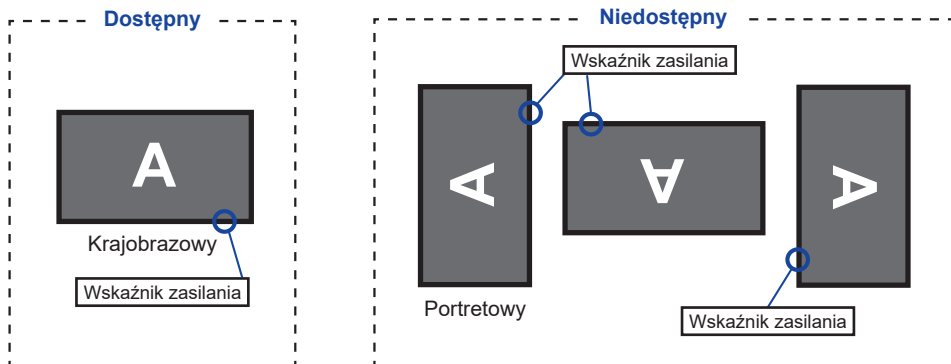 Dostępny
A
Krajobrazowy
Wskaźnik zasilania
Niedostępny
Wskaźnik zasilania
A
A
A
Portretowy
Wskaźnik zasilania